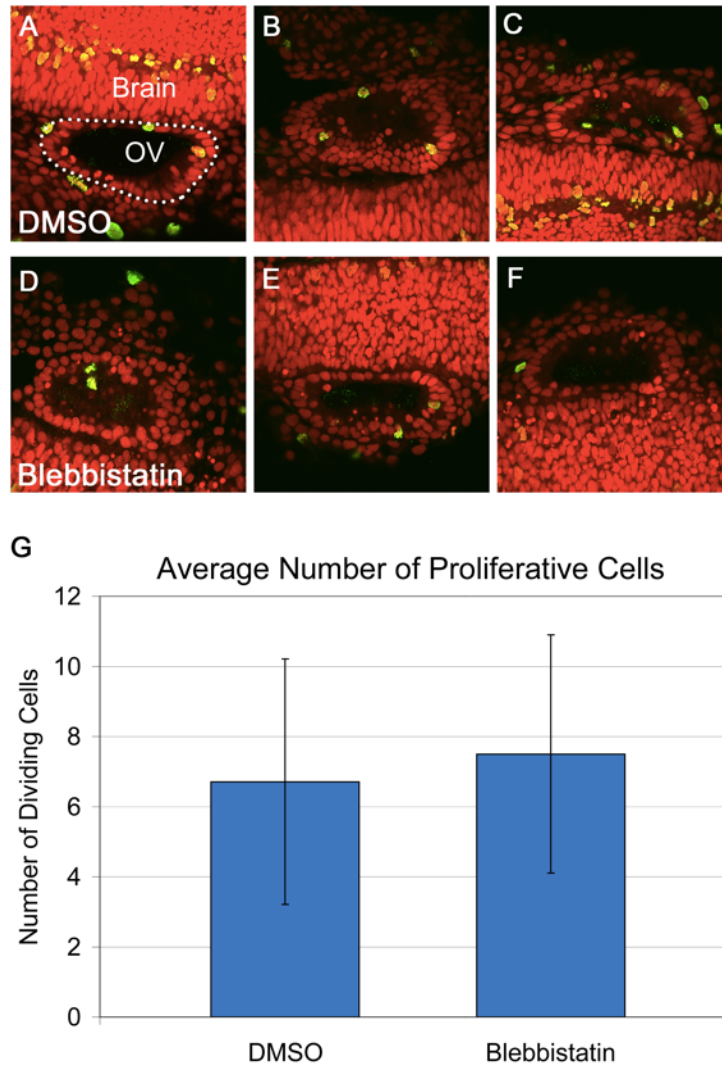 A
B
C
Brain
OV
DMSO
D
E
F
Blebbistatin
G
Average Number of Proliferative Cells
Number of Dividing Cells
12
10
8
6
4
2
0
DMSO
Blebbistatin